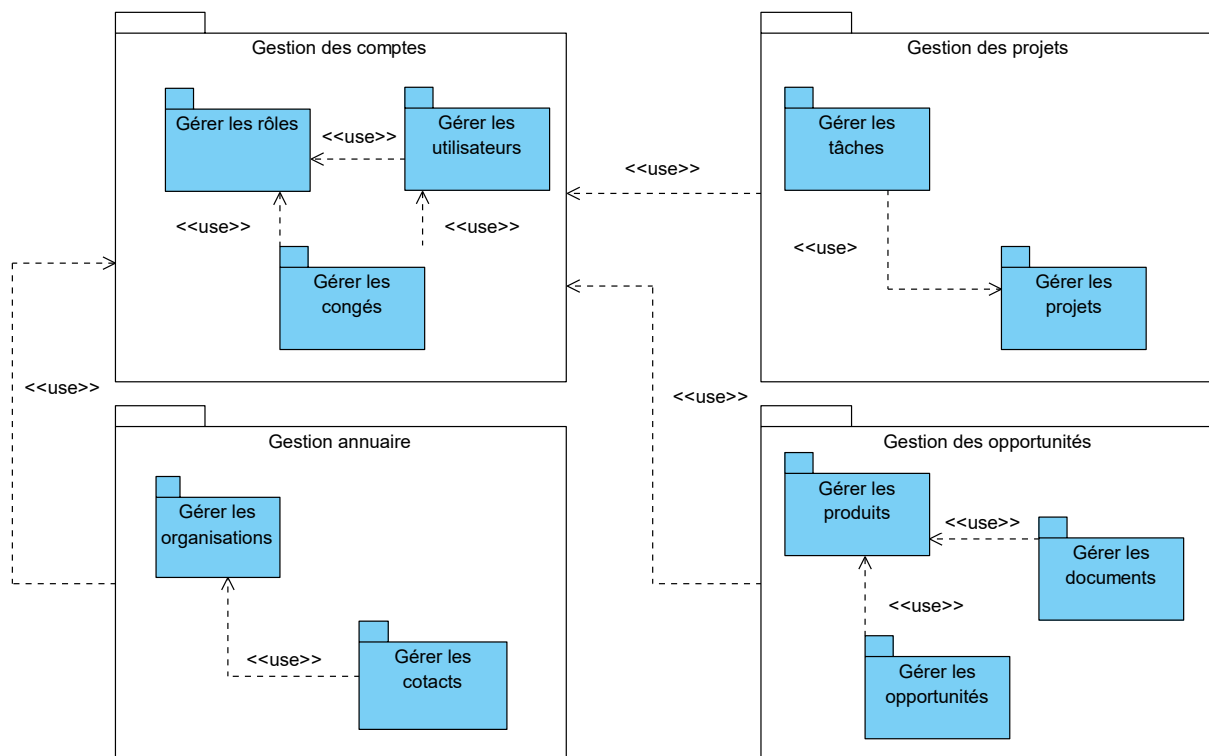 Gestion des comptes
Gérer les rôles
<<use>>
Gérer les
utilisateurs
<<use>>
<<use>>
Gérer les
congés
Gestion des projets
Gérer les
tâches
<<use>>
<<use>
Gérer les
projets
<<use>>
<<use>>
Gestion annuaire
Gérer les
organisations
<<use>>
Gérer les
cotacts
Gestion des opportunités
Gérer les
produits
<<use>>
Gérer les
documents
<<use>>
Gérer les
opportunités